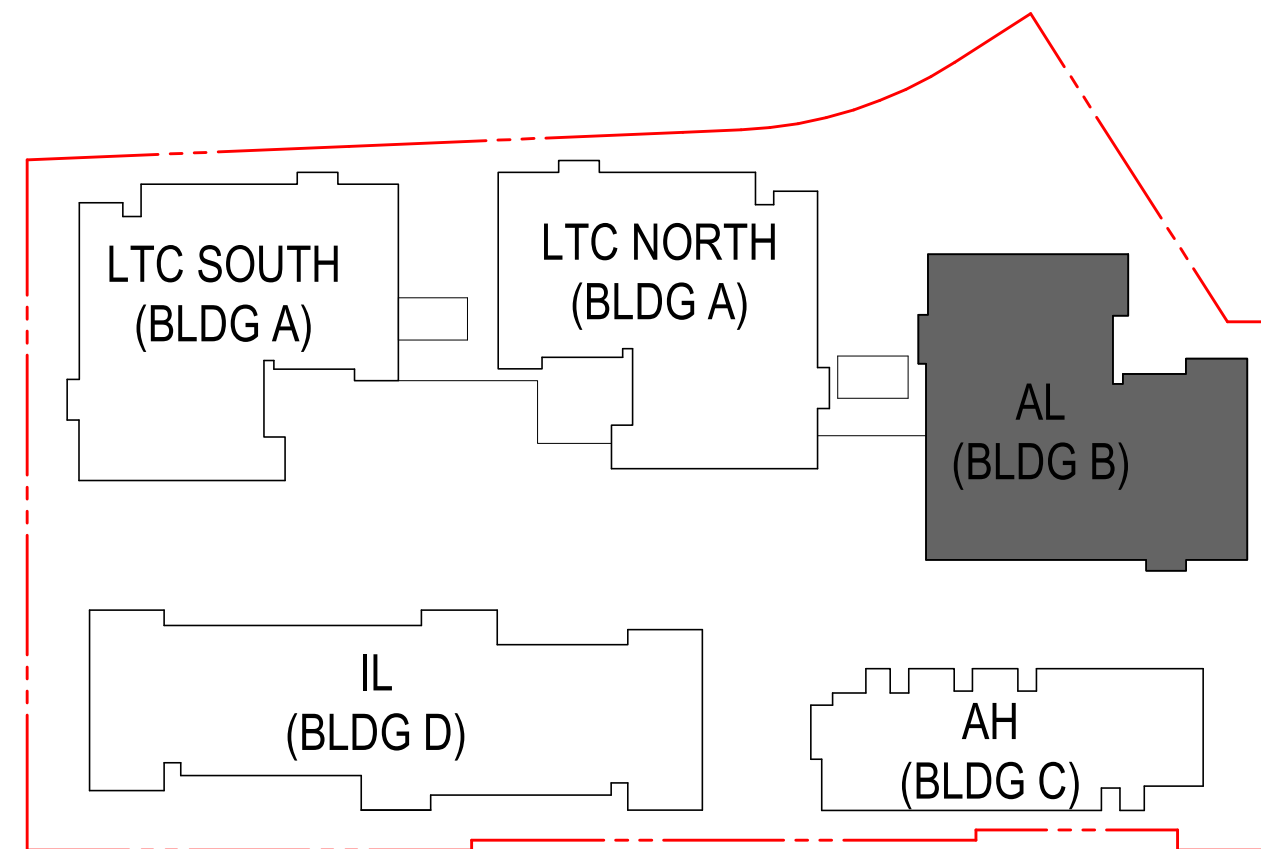 LTC SOUTH
(BLDG A)
LTC NORTH
(BLDG A)
AL
(BLDG B)
IL
(BLDG D)
AH
(BLDG C)